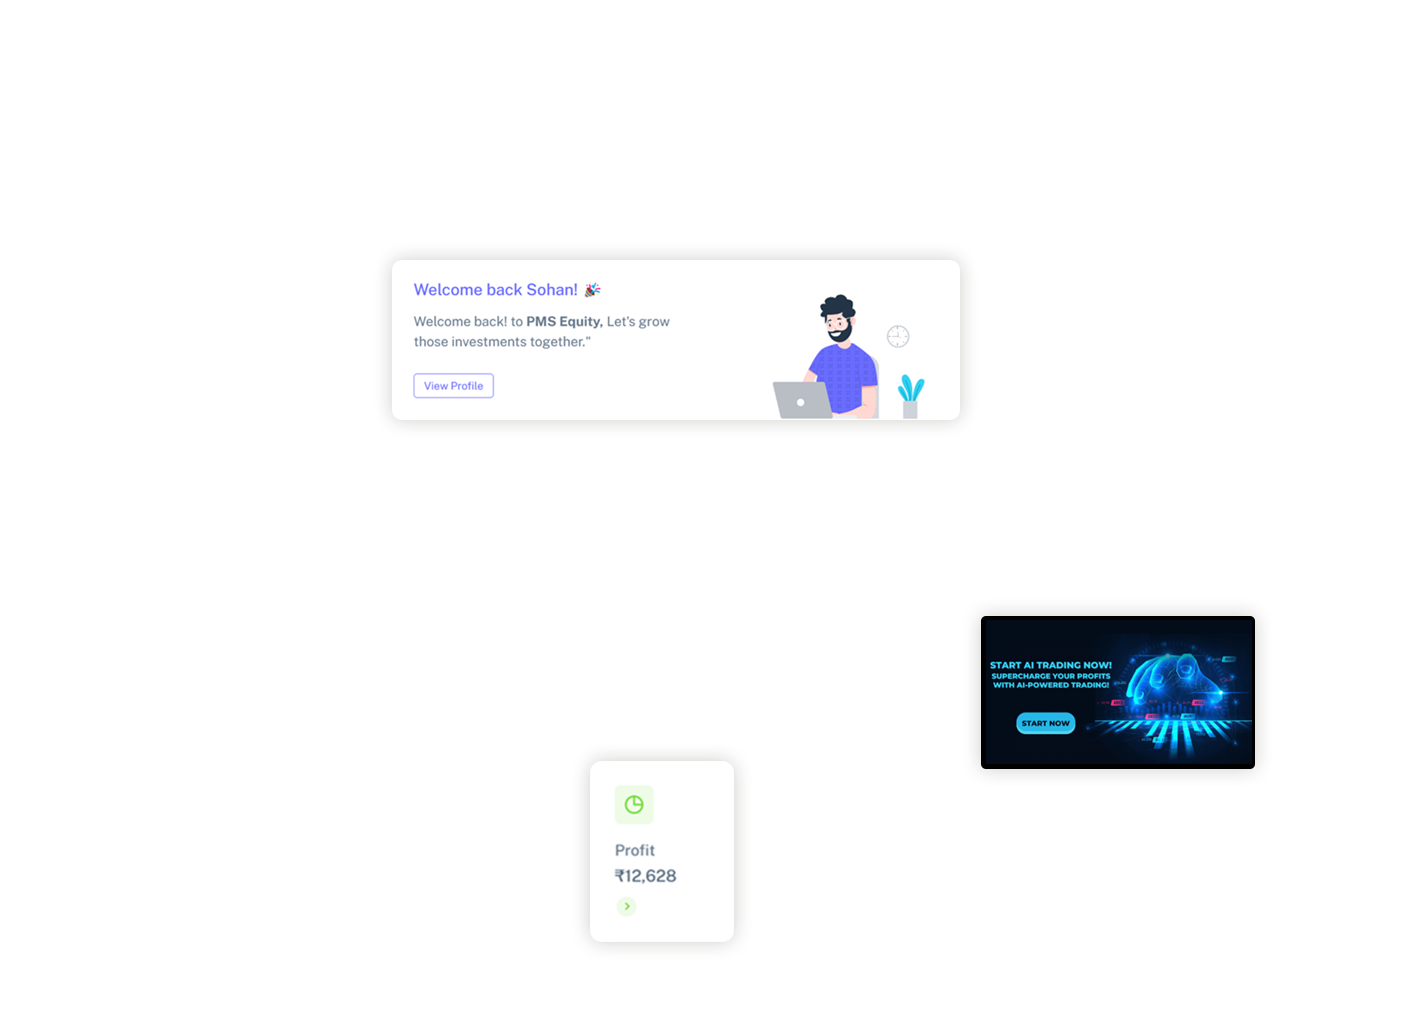 Welcome back Sohan! 🎉
Welcome back! to PMS Equity, Let's grow
those investments together."
View Profile
START AI TRADING NOW!
SUPERCHARGE YOUR PROFITS
WITH AI-POWERED TRADING!
START NOW
Profit
₹12,628